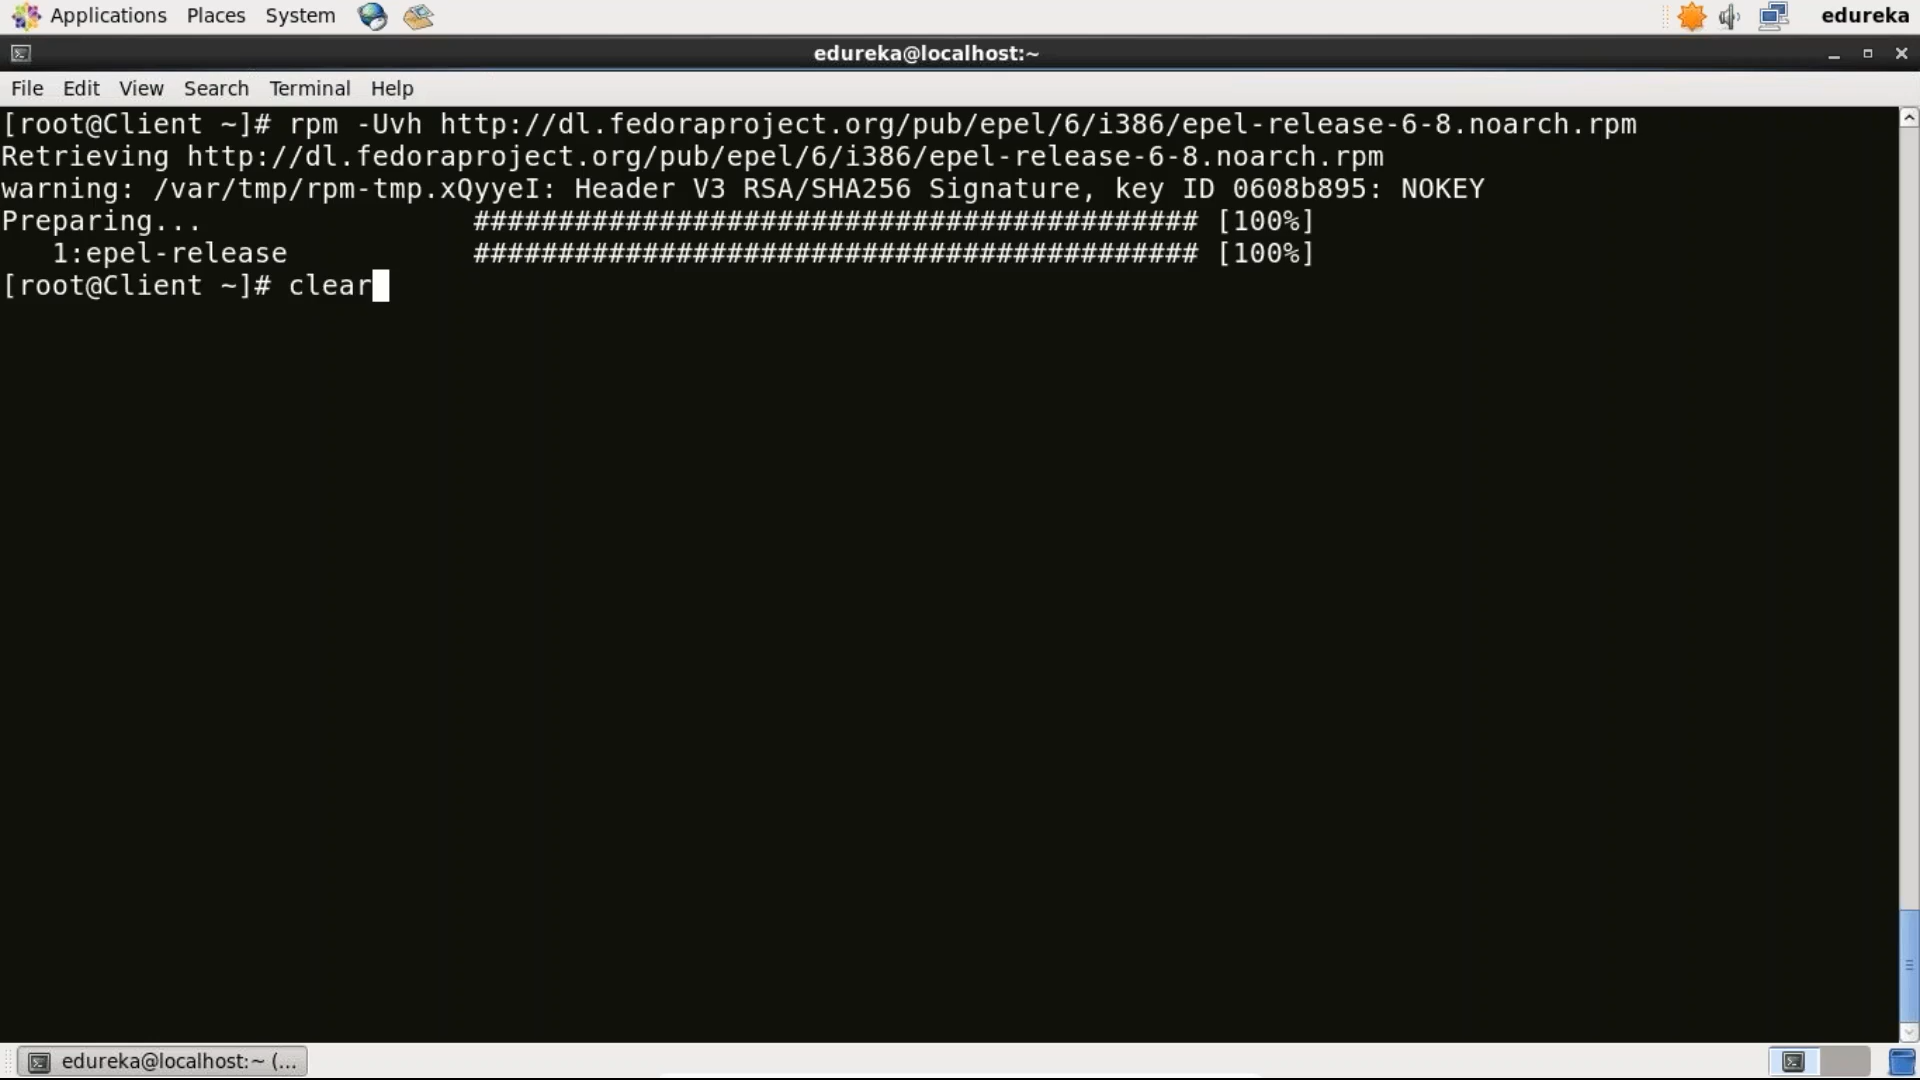 Applications Places System edureka
edureka@localhost:~
File Edit View Search Terminal Help
[root@Client ~]# rpm -Uvh http://dl.fedoraproject.org/pub/epel/6/i386/epel-release-6-8.noarch.rpm
Retrieving http://dl.fedoraproject.org/pub/epel/6/i386/epel-release-6-8.noarch.rpm
warning: /var/tmp/rpm-tmp.xQyyeI: Header V3 RSA/SHA256 Signature, key ID 0608b895: NOKEY
Preparing... ########################################### [100%]
1:epel-release ########################################### [100%]
[root@Client ~]# clear
edureka@localhost:~ (...